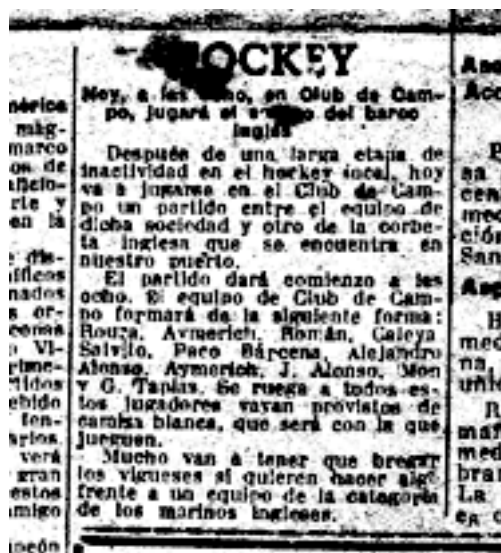 HOCKEY
Hoy, a las ocho, en Club de Cam-
po, jugará el equipo del barco
inglés
Después de una larga etapa de
inactividad en el hockey local, hoy
va a jugarse en el Club de Cam-
po un partido entre el equipo de
dicha sociedad y otro de la corbe-
ta inglesa que se encuentra en
nuestro puerto.
El partido dará comienzo a las
ocho. El equipo de Club de Cam-
po formará de la siguiente forma:
Rouza, Aymerich, Román, Caleya
Salvilo, Paco Bárcena, Alejandro
Alonso, Aymerich, J. Alonso, Mon
y G. Tapias. Se ruega a todos es-
tos jugadores vayan provistos de
camisa blanca, que será con la que
jueguen.
Mucho van a tener que bregar
los vigueses si quieren hacer algo
frente a un equipo de la categoría
de los marinos ingleses.